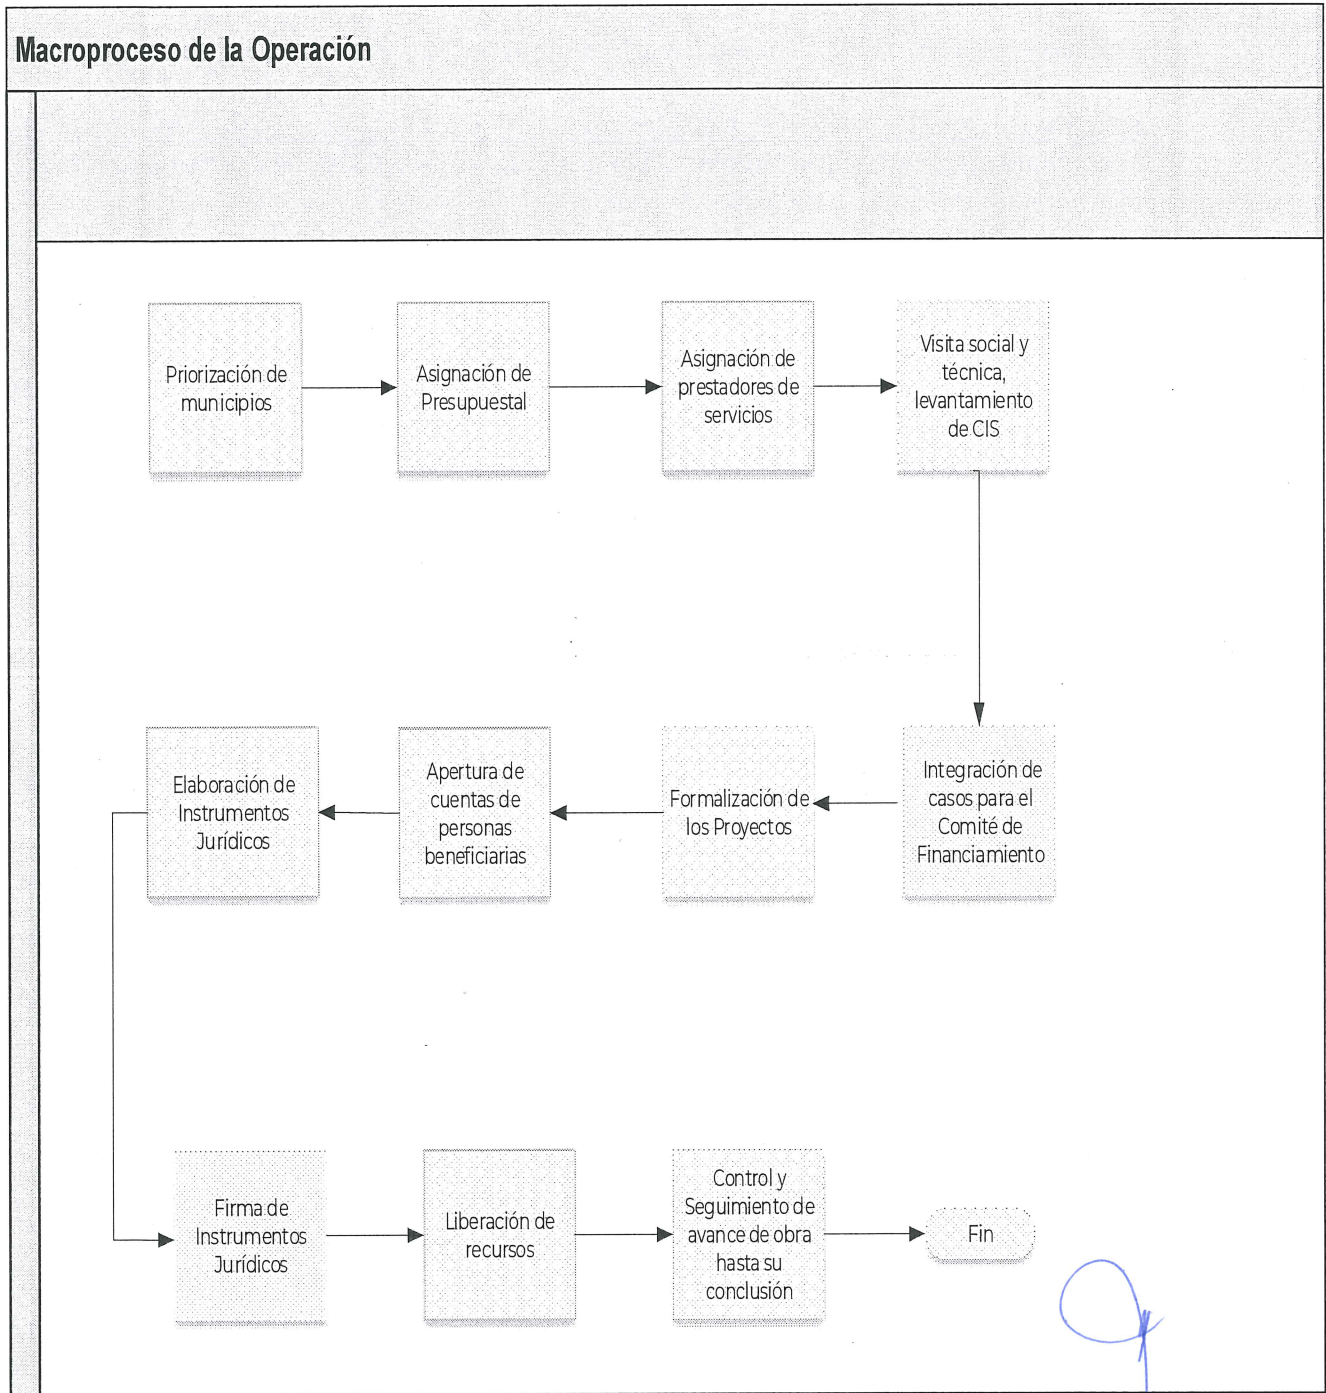 Macroproceso de la Operación
Priorización de
municipios
Asignación de
Presupuestal
Asignación de
prestadores de
servicios
Visita social y
técnica,
levantamiento
de CIS
Integración de
casos para el
Comité de
Financiamiento
Formalización de
los Proyectos
Apertura de
cuentas de
personas
beneficiarias
Elaboración de
Instrumentos
Jurídicos
Firma de
Instrumentos
Jurídicos
Liberación de
recursos
Control y
Seguimiento de
avance de obra
hasta su
conclusión
Fin